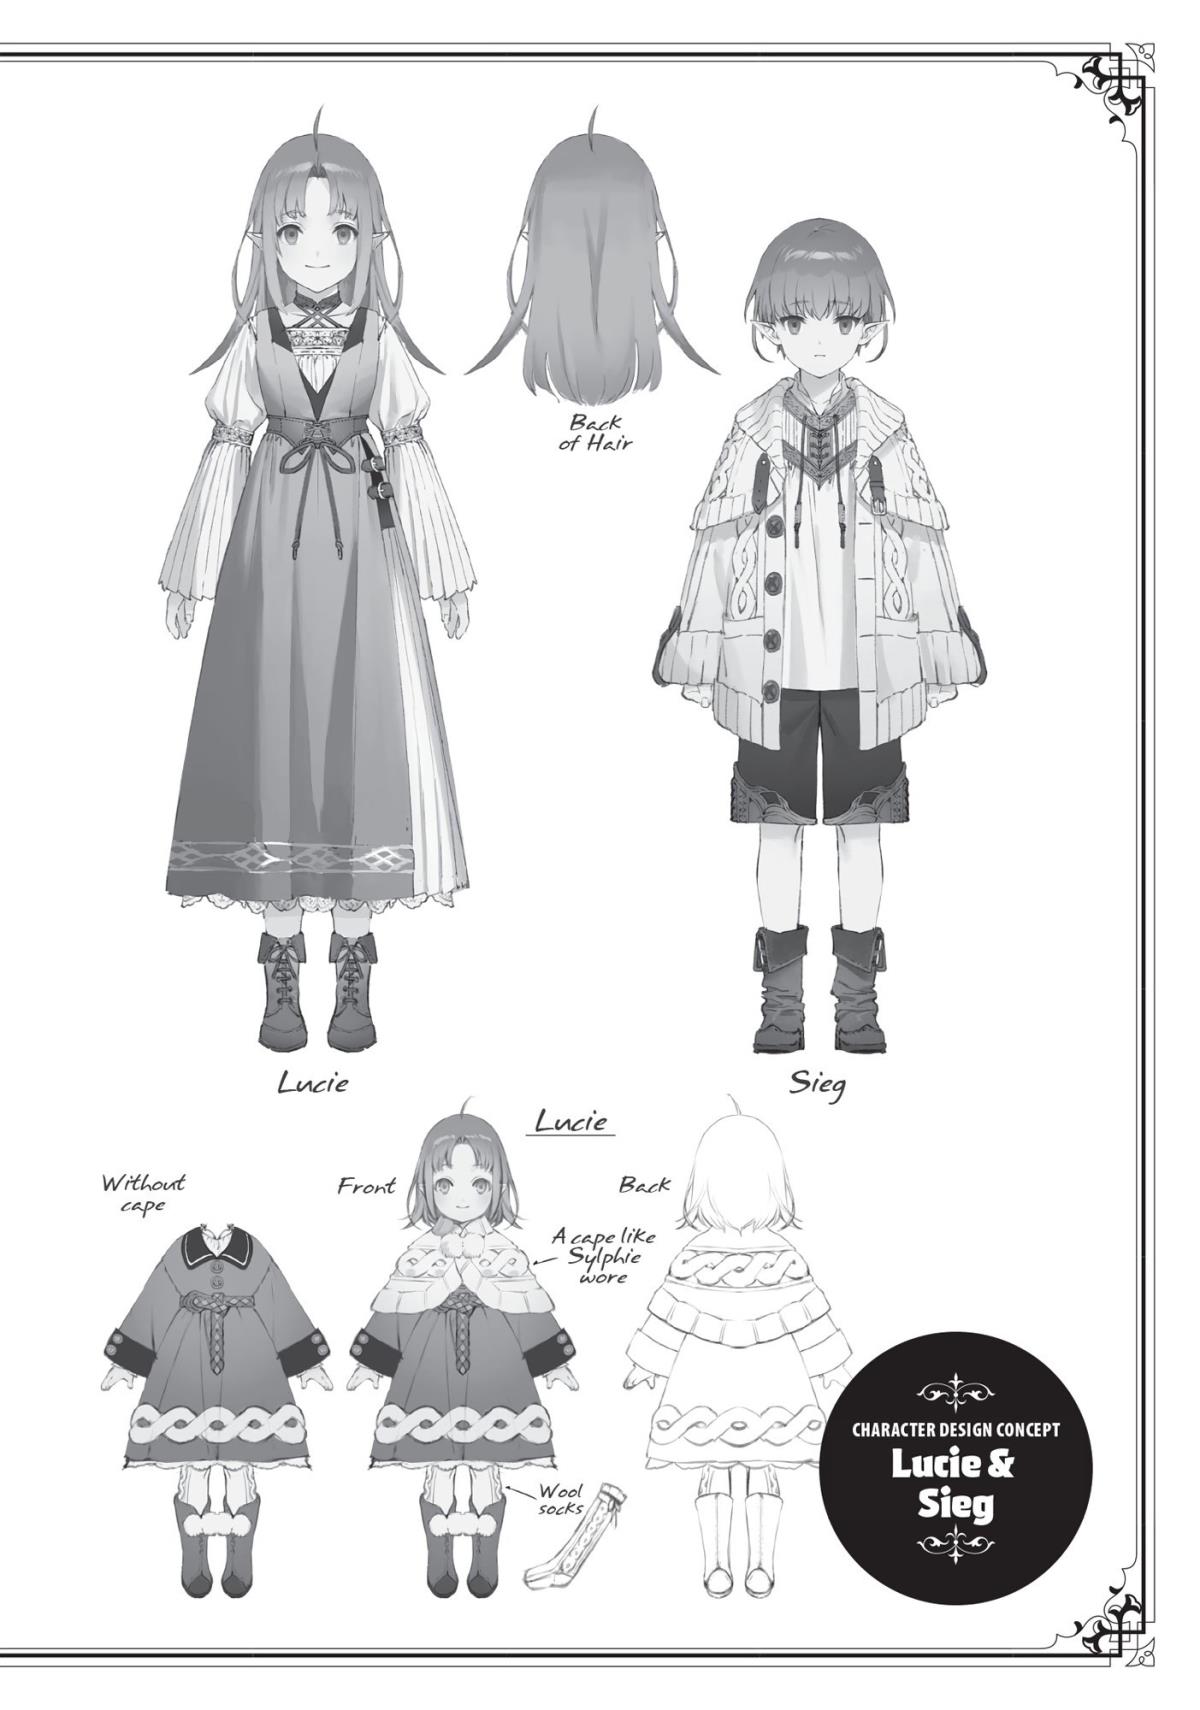 Back
of Hair
Lucie
Sieg
Lucie
Without
cape
Front
Back
A cape like
Sylphie
wore
Wool
socks
CHARACTER DESIGN CONCEPT
Lucie &
Sieg